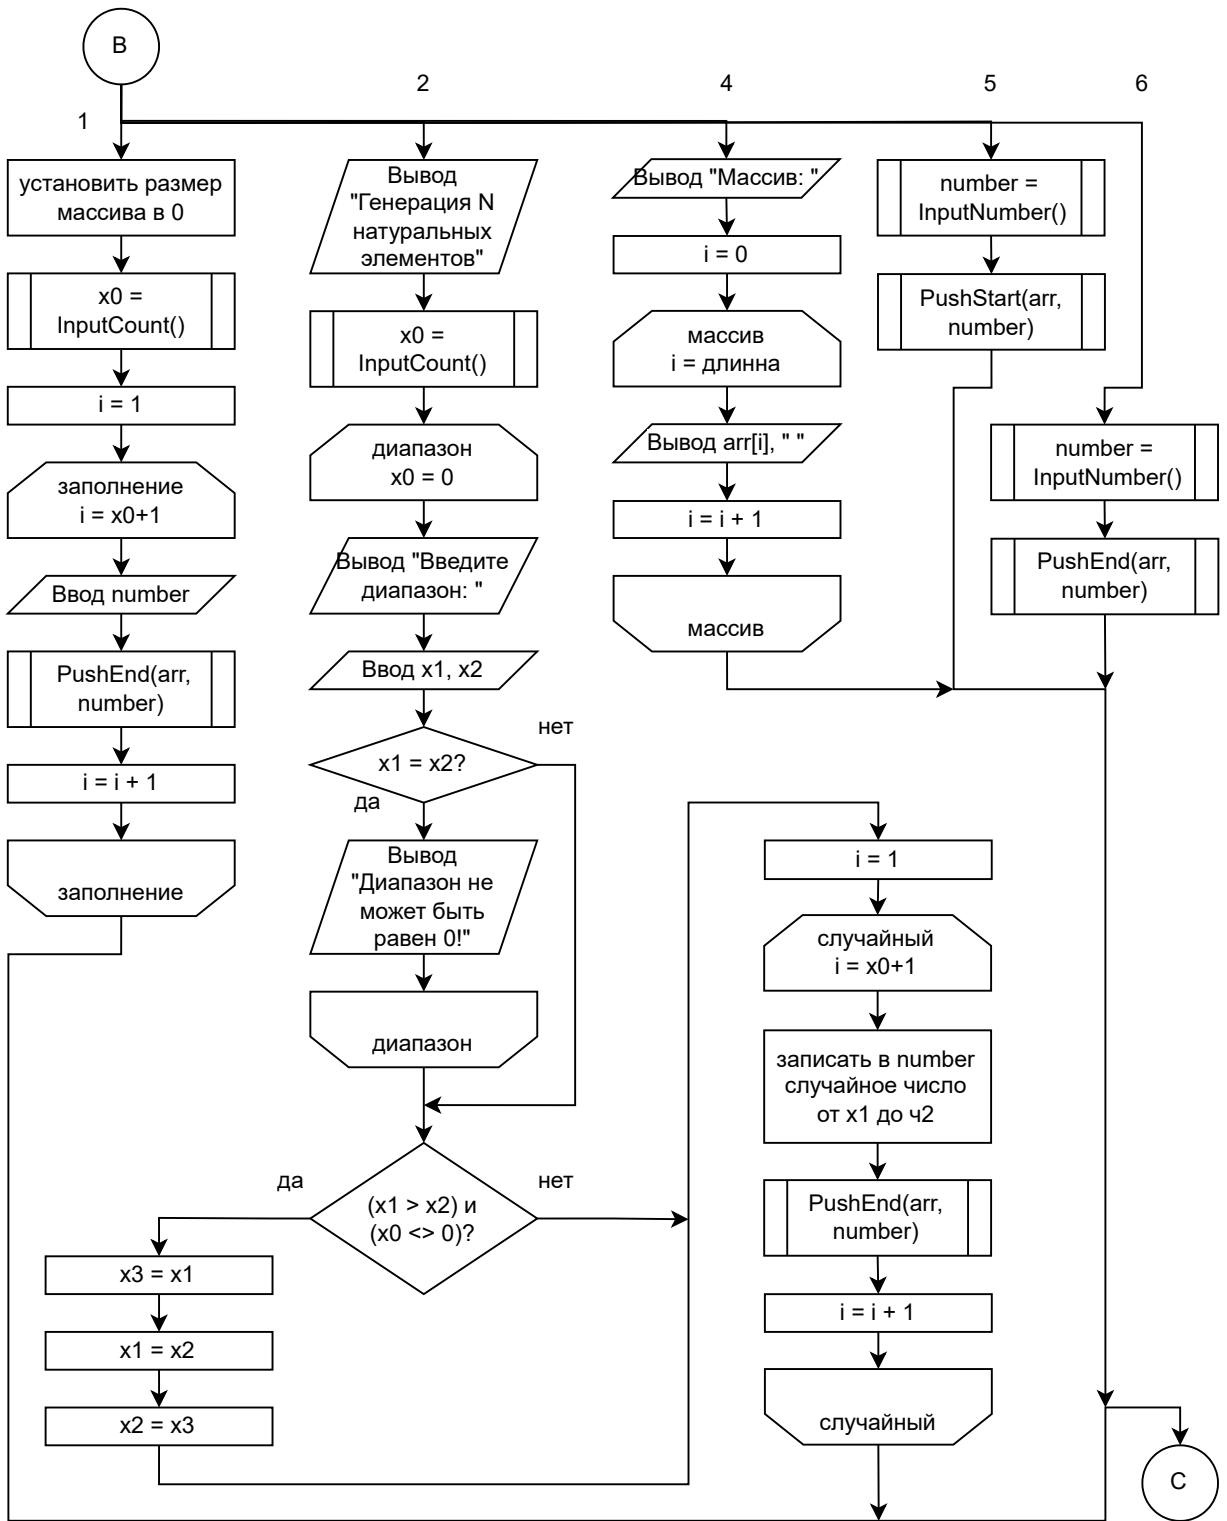 B
1
2
4
5
6
установить размер
массива в 0
x0 =
InputCount()
i = 1
заполнение
i = x0+1
Ввод number
PushEnd(arr,
number)
i = i + 1
заполнение
Вывод
"Генерация N
натуральных
элементов"
x0 =
InputCount()
диапазон
x0 = 0
Вывод "Введите
диапазон: "
Ввод x1, x2
x1 = x2?
нет
да
Вывод
"Диапазон не
может быть
равен 0!"
диапазон
(x1 > x2) и
(x0 <> 0)?
да
нет
x3 = x1
x1 = x2
x2 = x3
Вывод "Массив: "
i = 0
массив
i = длинна
Вывод arr[i], " "
i = i + 1
массив
i = 1
случайный
i = x0+1
записать в number
случайное число
от x1 до ч2
PushEnd(arr,
number)
i = i + 1
случайный
number =
InputNumber()
PushStart(arr,
number)
number =
InputNumber()
PushEnd(arr,
number)
C